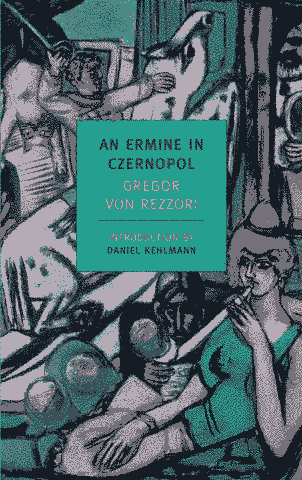 AN ERMINE IN
CZERNOPOL
GREGOR
VON REZZORI
INTRODUCTION BY
DANIEL KEHLMANN